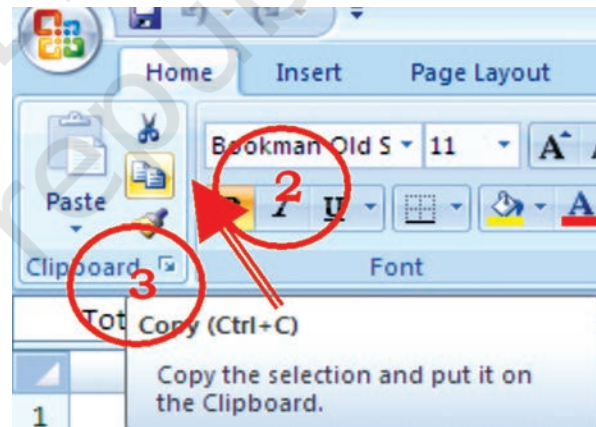 Home Insert Page Layout
Bookman Old S 11 A
2
Paste I U A
Clipboard Font
3
Tot
Copy (Ctrl+C)
Copy the selection and put it on
the Clipboard.
1